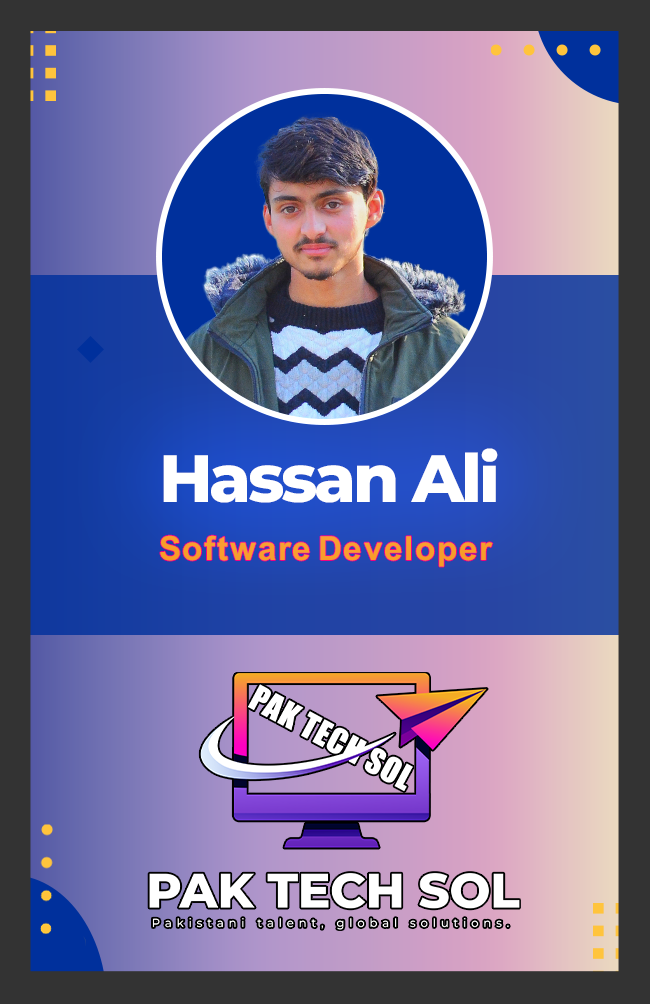 Hassan Ali
Software Developer
PAK TECH SOL
PAK TECH SOL
Pakistani talent, global solutions.